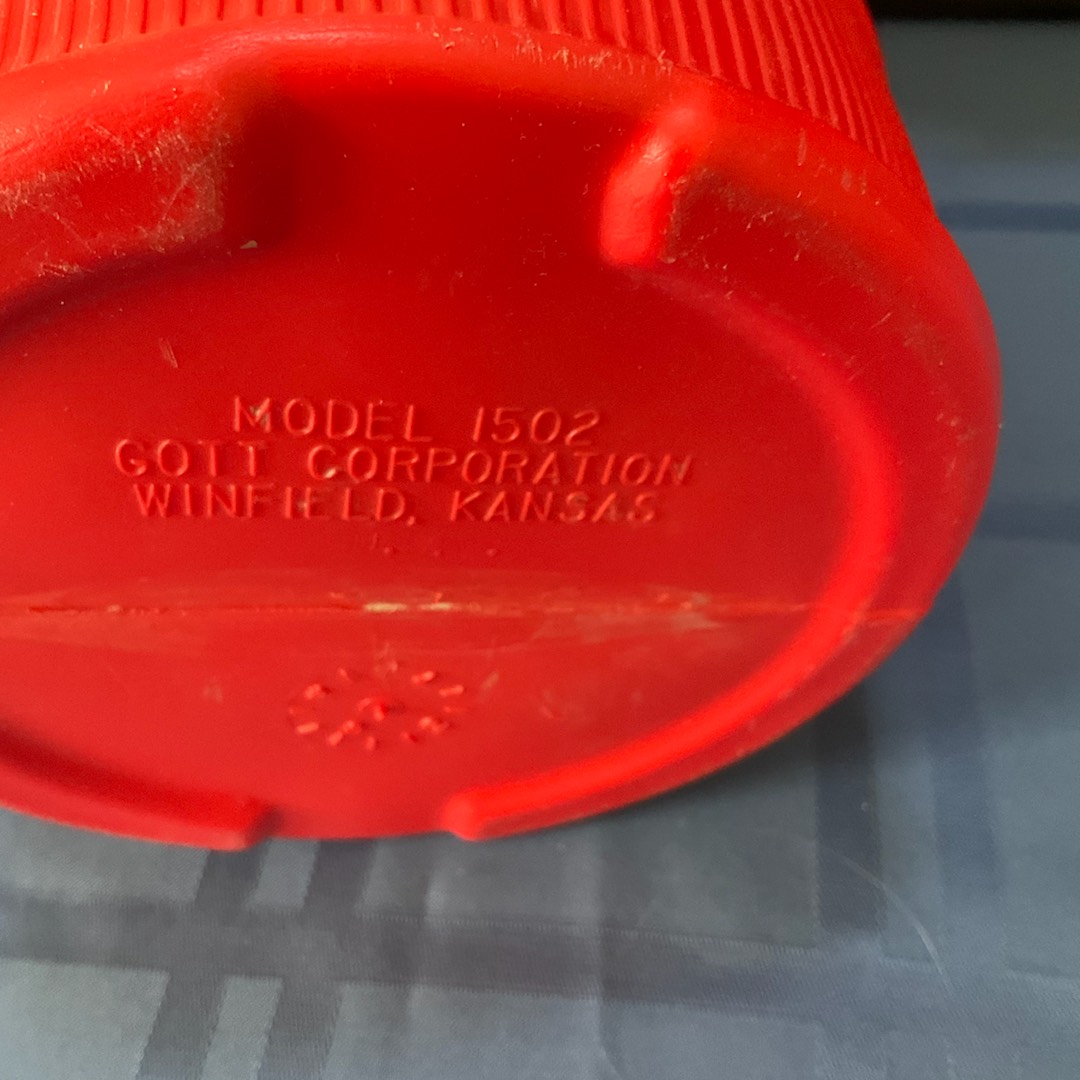 MODEL 1502
GOTT CORPORATION
WINFIELD, KANSAS